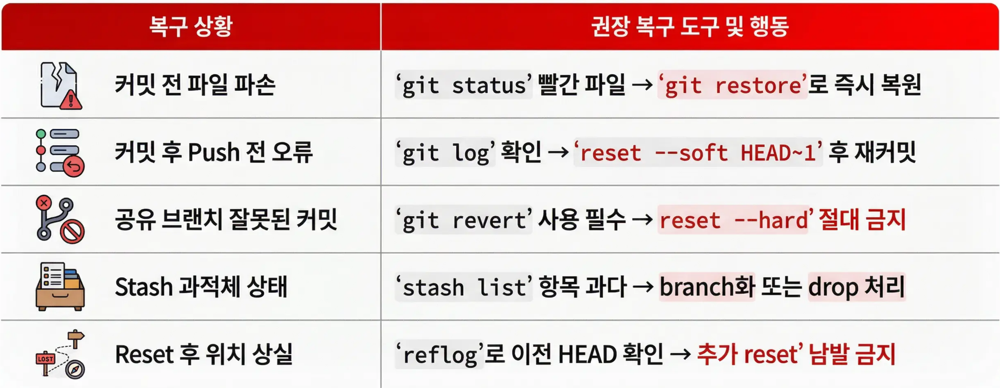 복구 상황
권장 복구 도구 및 행동
커밋 전 파일 파손
‘git status’ 빨간 파일 → ‘git restore’로 즉시 복원
커밋 후 Push 전 오류
‘git log’ 확인 → ‘reset --soft HEAD~1’ 후 재커밋
공유 브랜치 잘못된 커밋
‘git revert’ 사용 필수 → reset --hard’ 절대 금지
Stash 과적체 상태
‘stash list’ 항목 과다 → branch화 또는 drop 처리
LOST
Reset 후 위치 상실
‘reflog’로 이전 HEAD 확인 → 추가 reset’ 남발 금지